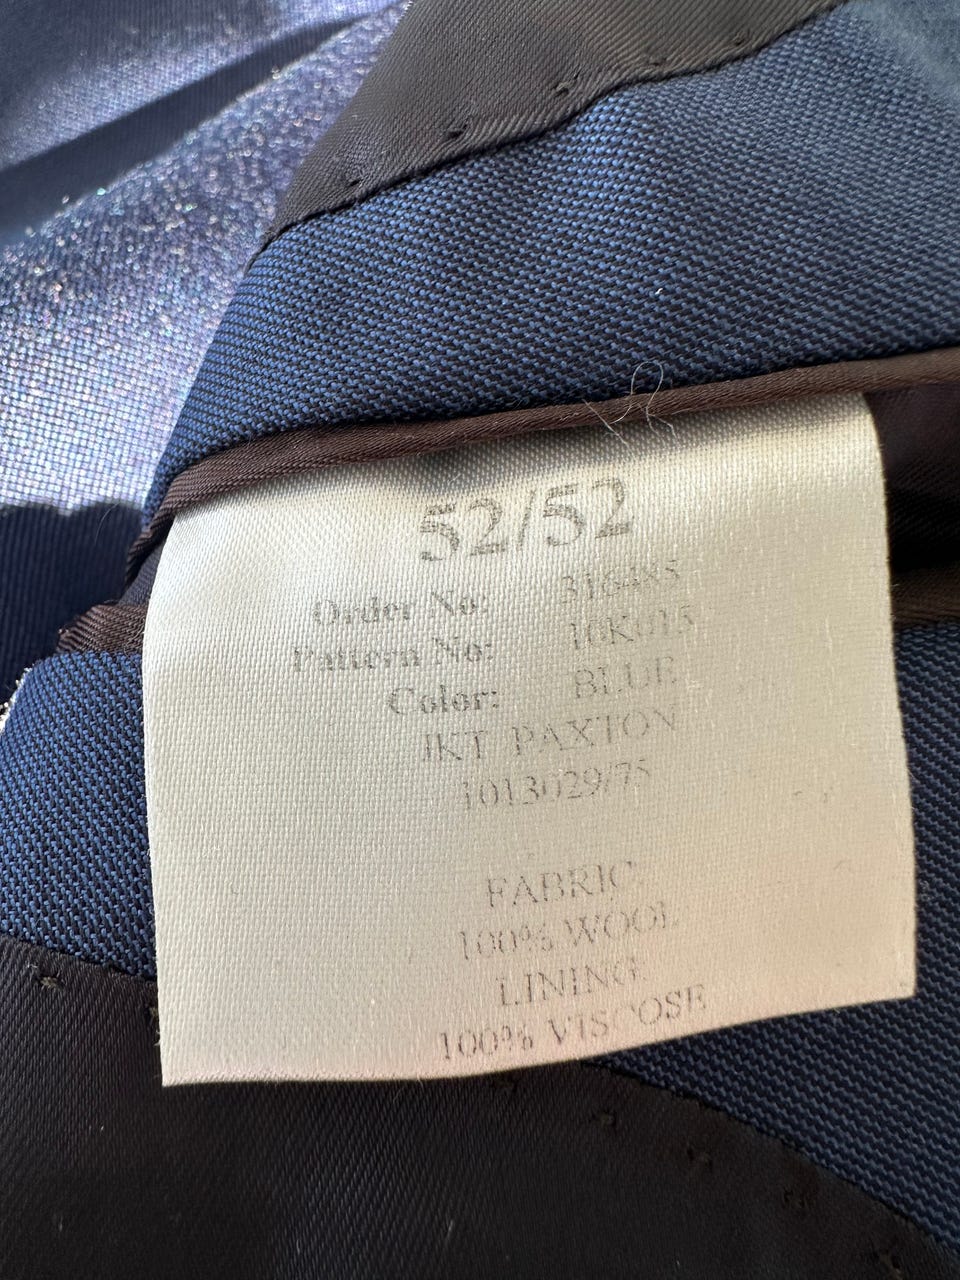 52/52
Order No: 316485
Pattern No: 10K015
Color: BLUE
JKT PAXTON
1013029/75
FABRIC
100% WOOL
LINING
100% VISCOSE